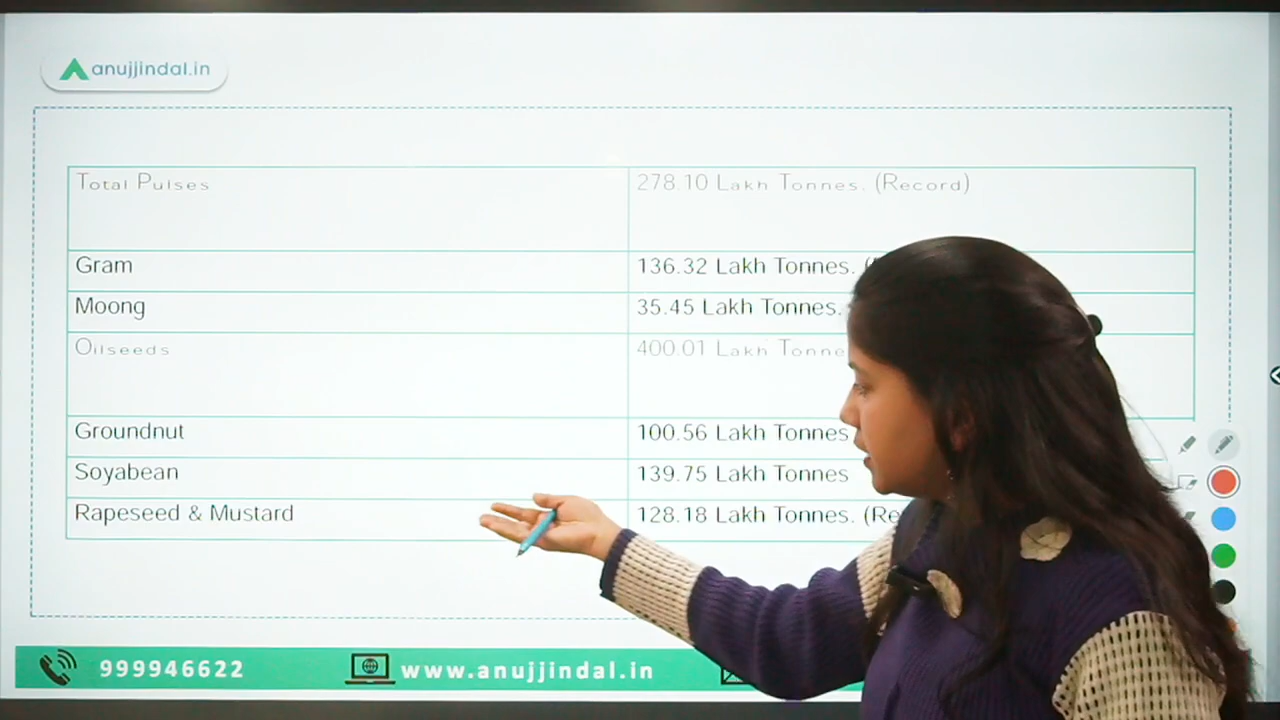 anujjindal.in
Total Pulses 278.10 Lakh Tonnes. (Record)
Gram 136.32 Lakh Tonnes.
Moong 35.45 Lakh Tonnes.
Oilseeds 400.01 Lakh Tonne
Groundnut 100.56 Lakh Tonnes
Soyabean 139.75 Lakh Tonnes
Rapeseed & Mustard 128.18 Lakh Tonnes. (Re
999946622 www.anujjindal.in